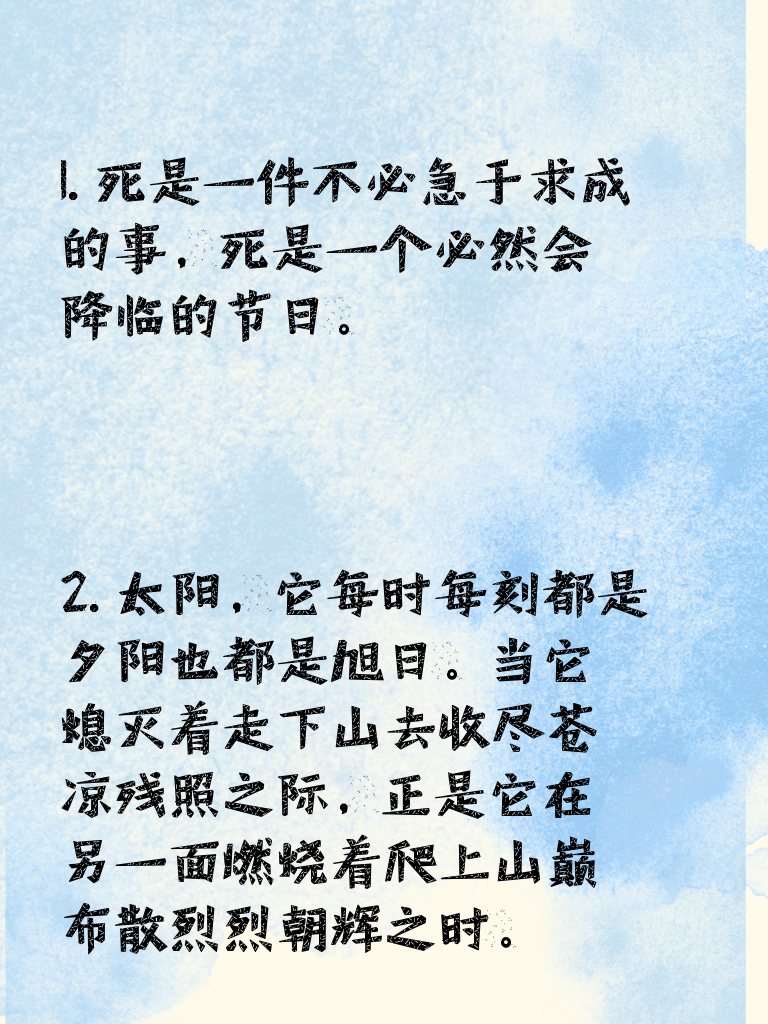 1. 死是一件不必急于求成
的事，死是一个必然会
降临的节日。
2. 太阳，它每时每刻都是
夕阳也都是旭日。当它
熄灭着走下山去收尽苍
凉残照之际，正是它在
另一面燃烧着爬上山巅
布散烈烈朝辉之时。